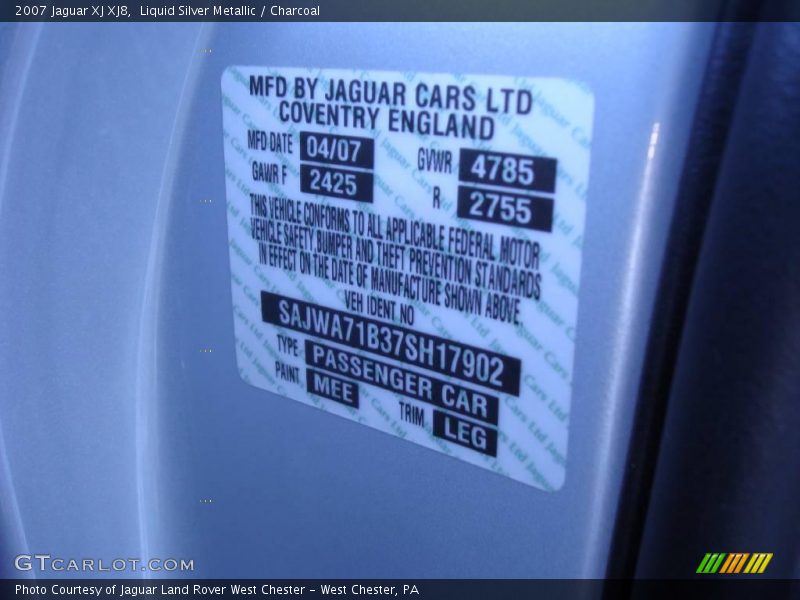 2007 Jaguar XJ XJ8, Liquid Silver Metallic / Charcoal
MFD BY JAGUAR CARS LTD
COVENTRY ENGLAND
MFD DATE 04/07 GVWR 4785
GAWR F 2425 R 2755
THIS VEHICLE CONFORMS TO ALL APPLICABLE FEDERAL MOTOR
VEHICLE SAFETY, BUMPER AND THEFT PREVENTION STANDARDS
IN EFFECT ON THE DATE OF MANUFACTURE SHOWN ABOVE
VEH IDENT NO
SAJWA71B37SH17902
TYPE PASSENGER CAR
PAINT MEE TRIM LEG
GTCARLOT.COM
Photo Courtesy of Jaguar Land Rover West Chester - West Chester, PA